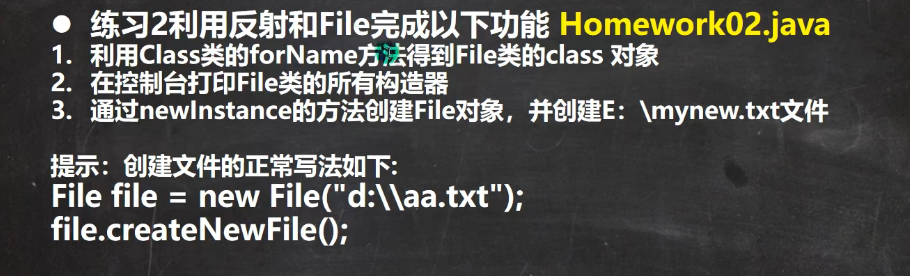 ● 练习2利用反射和File完成以下功能 Homework02.java
1. 利用Class类的forName方法得到File类的class 对象
2. 在控制台打印File类的所有构造器
3. 通过newInstance的方法创建File对象，并创建E：\mynew.txt文件
提示：创建文件的正常写法如下:
File file = new File("d:\\aa.txt");
file.createNewFile();